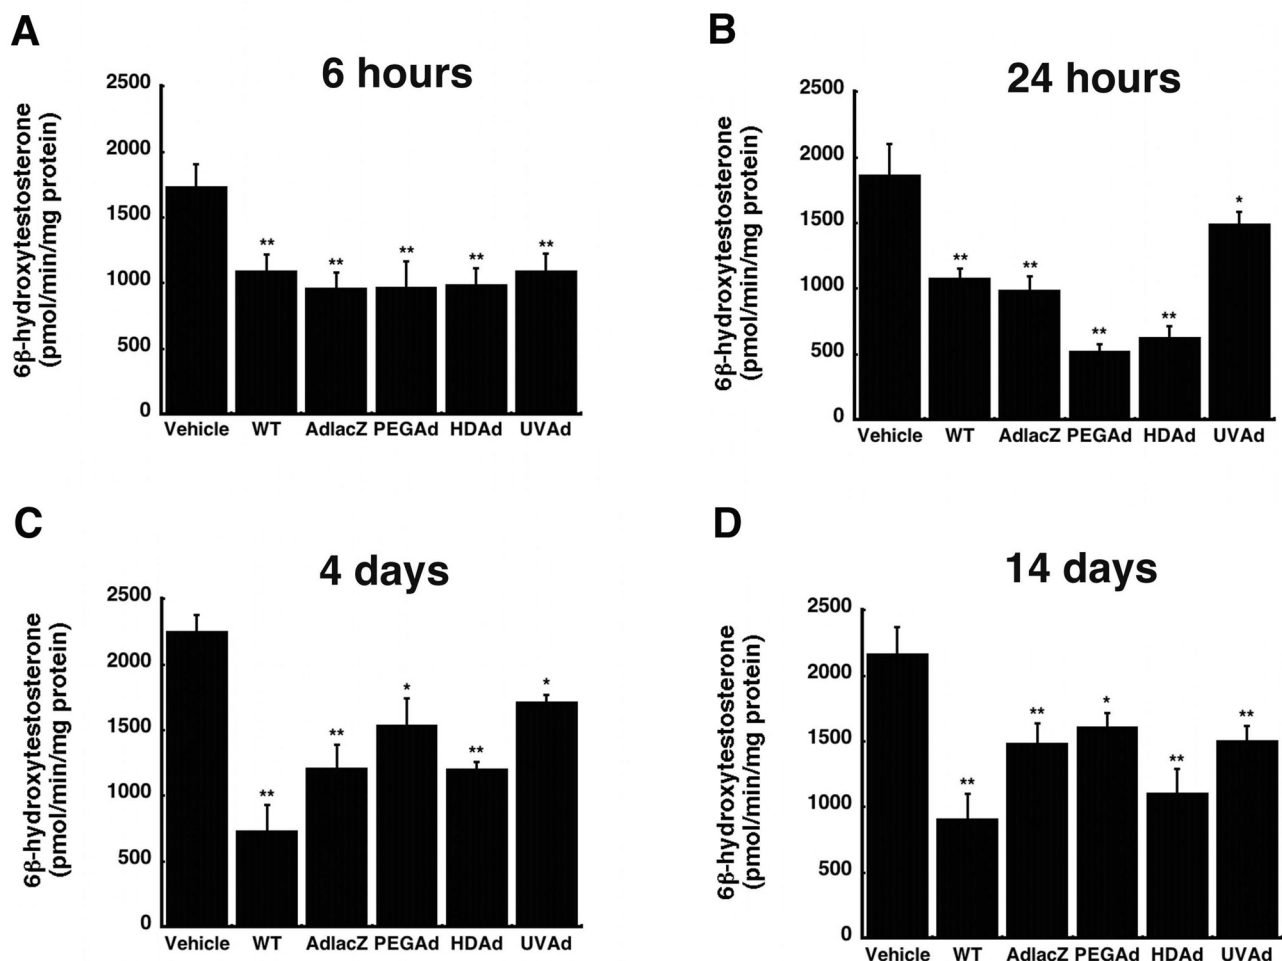 A
6 hours
6β-hydroxytestosterone
(pmol/min/mg protein)
2500
2000
1500
1000
500
0
**
**
**
**
**
Vehicle WT AdlacZ PEGAd HDAd UVAd
B
24 hours
6β-hydroxytestosterone
(pmol/min/mg protein)
2500
2000
1500
1000
500
0
**
**
**
**
*
Vehicle WT AdlacZ PEGAd HDAd UVAd
C
4 days
6β-hydroxytestosterone
(pmol/min/mg protein)
2500
2000
1500
1000
500
0
**
**
*
**
*
Vehicle WT AdlacZ PEGAd HDAd UVAd
D
14 days
6β-hydroxytestosterone
(pmol/min/mg protein)
2500
2000
1500
1000
500
0
**
**
*
**
**
Vehicle WT AdlacZ PEGAd HDAd UVAd